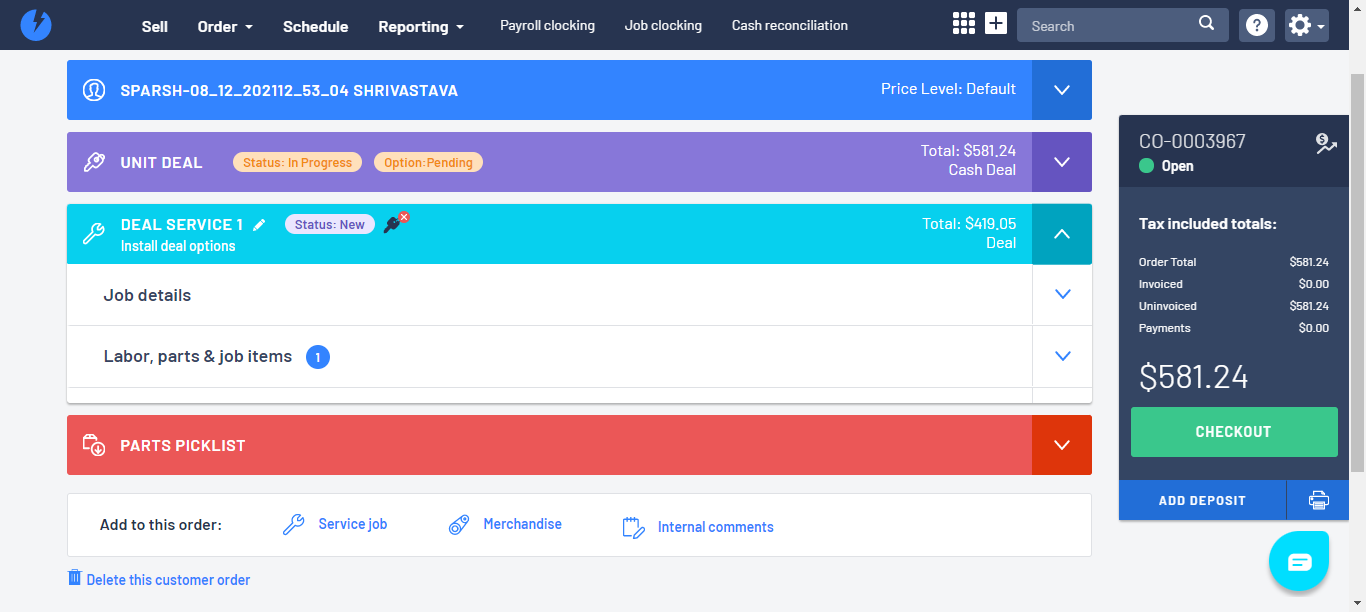 Sell Order Schedule Reporting Payroll clocking Job clocking Cash reconciliation Search ?
SPARSH-08_12_202112_53_04 SHRIVASTAVA Price Level: Default
UNIT DEAL Status: In Progress Option:Pending Total: $581.24
Cash Deal
DEAL SERVICE 1 Status: New Total: $419.05
Install deal options Deal
Job details
Labor, parts & job items 1
PARTS PICKLIST
Add to this order: Service job Merchandise Internal comments
Delete this customer order
CO-0003967
Open
Tax included totals:
Order Total $581.24
Invoiced $0.00
Uninvoiced $581.24
Payments $0.00
$581.24
CHECKOUT
ADD DEPOSIT